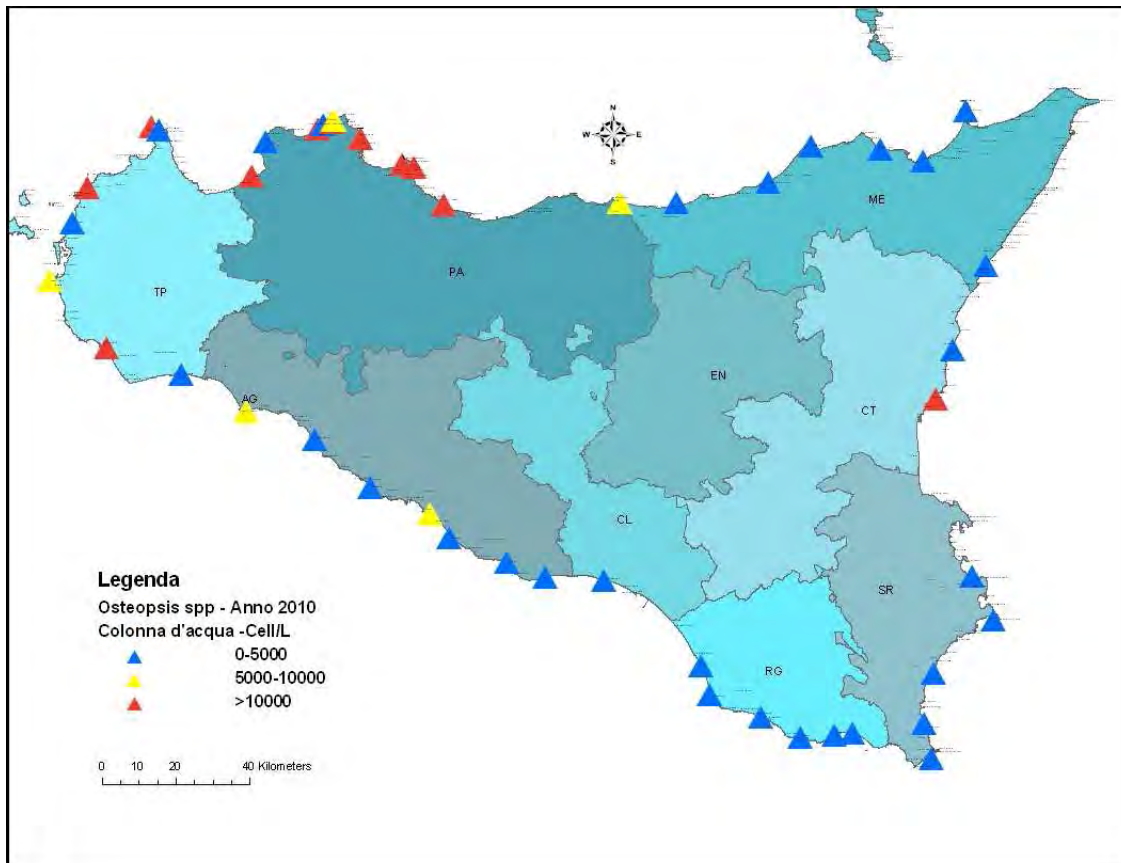 N
W E
S
ME
PA
TP
EN
AG
CT
CL
SR
RG
Legenda
Osteopsis spp - Anno 2010
Colonna d'acqua -Cell/L
0-5000
5000-10000
>10000
0 10 20 40 Kilometers